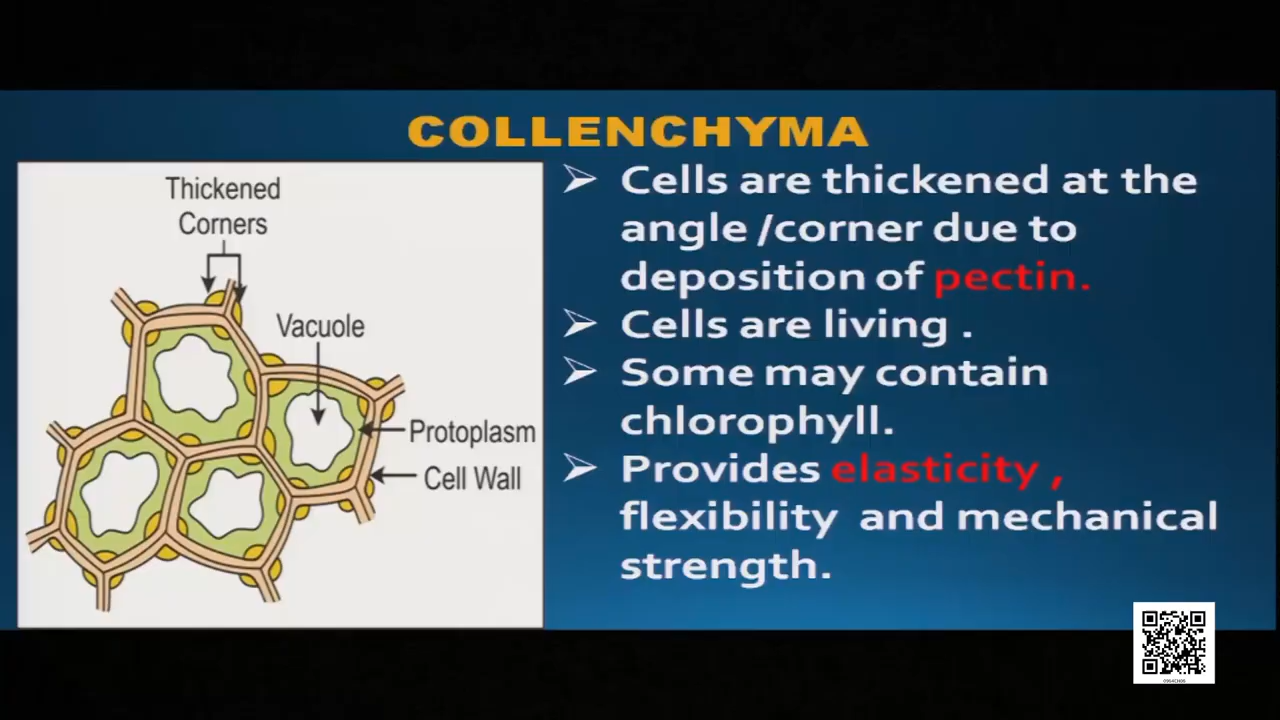 COLLENCHYMA
Thickened
Corners
Vacuole
Protoplasm
Cell Wall
➢ Cells are thickened at the
angle /corner due to
deposition of pectin.
➢ Cells are living .
➢ Some may contain
chlorophyll.
➢ Provides elasticity ,
flexibility and mechanical
strength.